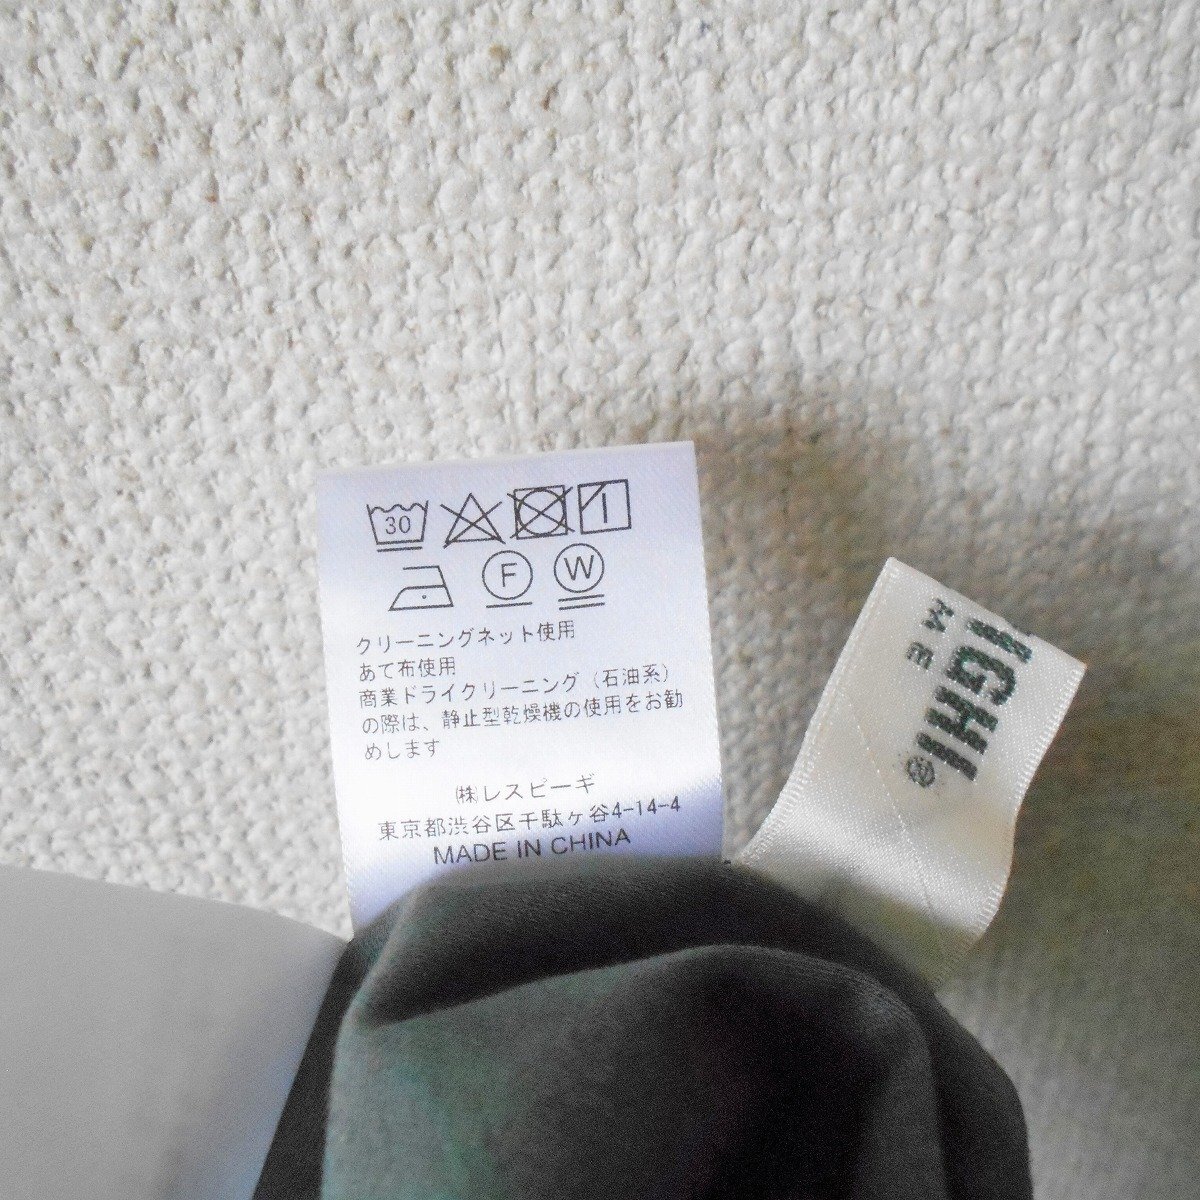 30
F W
クリーニングネット使用
あて布使用
商業ドライクリーニング（石油系）
の際は、静止型乾燥機の使用をお勧
めします
㈱レスピーギ
東京都渋谷区千駄ヶ谷4-14-4
MADE IN CHINA
IGHI®
ME